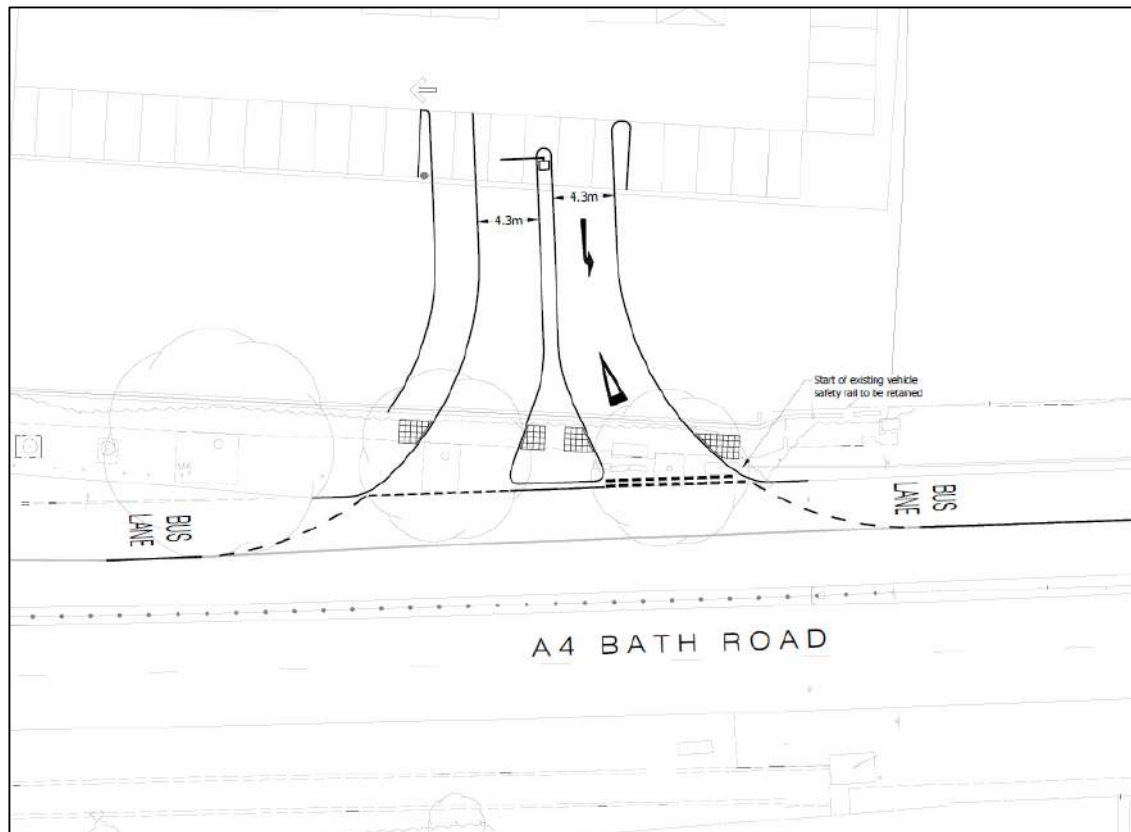 4.3m
4.3m
Start of existing vehicle
safety rail to be retained
BUS
LANE
BUS
LANE
A4 BATH ROAD